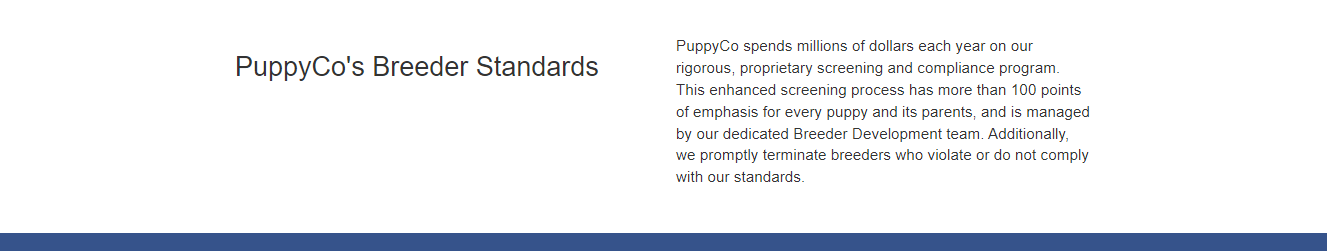 PuppyCo's Breeder Standards
PuppyCo spends millions of dollars each year on our
rigorous, proprietary screening and compliance program.
This enhanced screening process has more than 100 points
of emphasis for every puppy and its parents, and is managed
by our dedicated Breeder Development team. Additionally,
we promptly terminate breeders who violate or do not comply
with our standards.